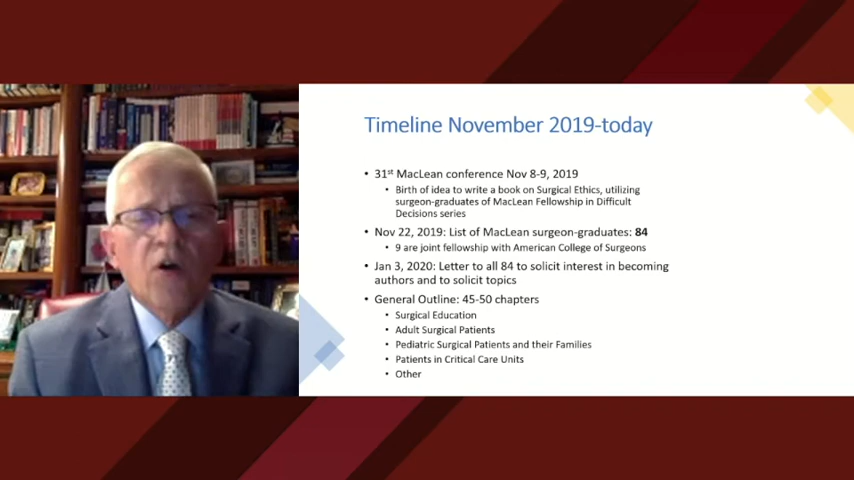 Timeline November 2019-today
• 31st MacLean conference Nov 8-9, 2019
• Birth of idea to write a book on Surgical Ethics, utilizing
surgeon-graduates of MacLean Fellowship in Difficult
Decisions series
• Nov 22, 2019: List of MacLean surgeon-graduates: 84
• 9 are joint fellowship with American College of Surgeons
• Jan 3, 2020: Letter to all 84 to solicit interest in becoming
authors and to solicit topics
• General Outline: 45-50 chapters
• Surgical Education
• Adult Surgical Patients
• Pediatric Surgical Patients and their Families
• Patients in Critical Care Units
• Other